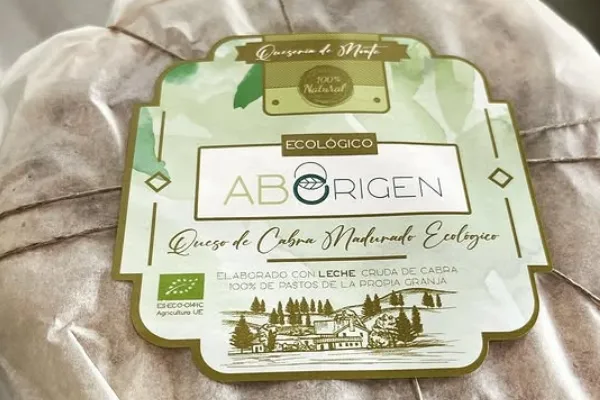 Quesería de Monte
100% Natural
ECOLÓGICO
ABORIGEN
Queso de Cabra Madurado Ecológico
ELABORADO CON LECHE CRUDA DE CABRA
100% DE PASTOS DE LA PROPIA GRANJA
Agricultura UE